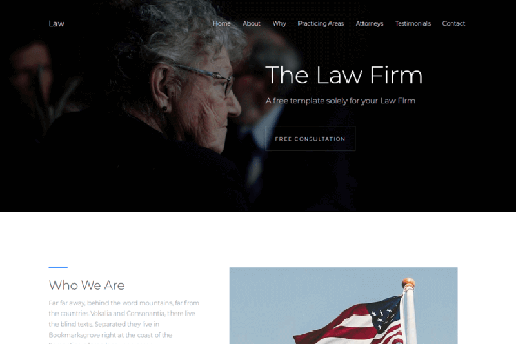 Law
Home About Why Practicing Areas Attorneys Testimonials Contact
The Law Firm
A free template solely for your Law Firm
FREE CONSULTATION
Who We Are
Far far away, behind the word mountains, far from
the countries Vokalia and Consonantia, there live
the blind texts. Separated they live in
Bookmarksgrove right at the coast of the